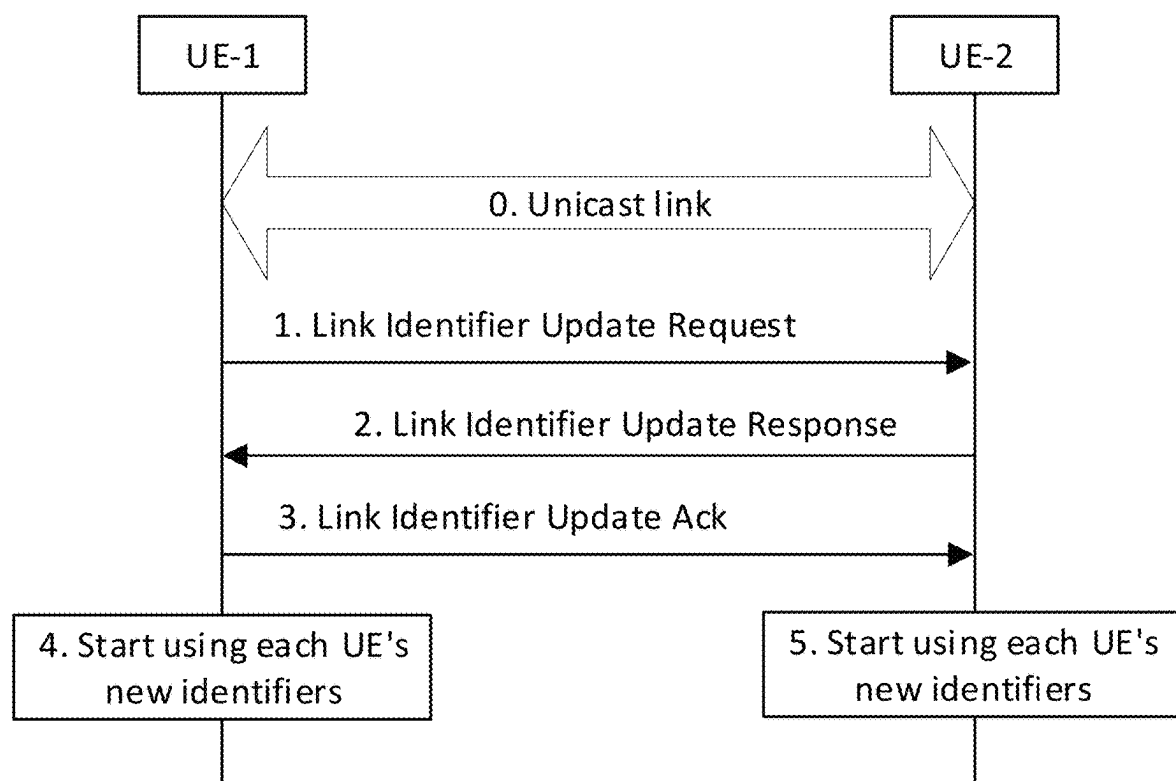 UE-1
UE-2
0. Unicast link
1. Link Identifier Update Request
2. Link Identifier Update Response
3. Link Identifier Update Ack
4. Start using each UE's
new identifiers
5. Start using each UE's
new identifiers